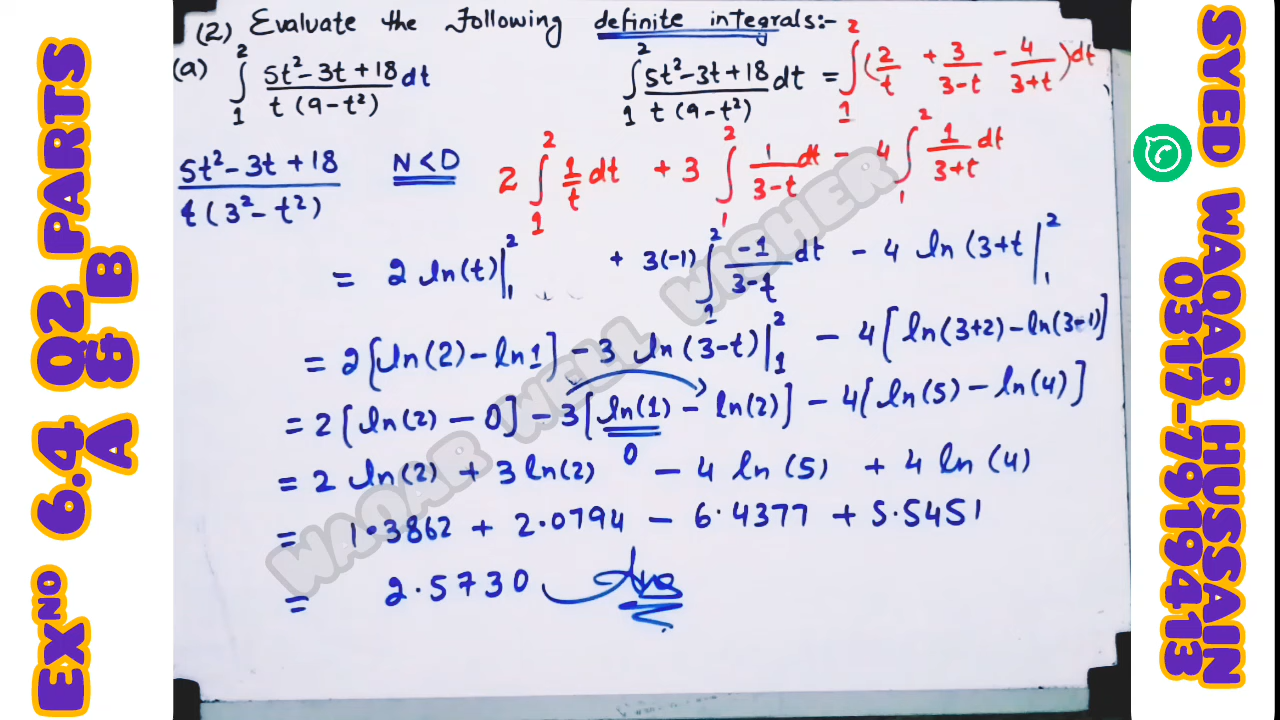 EX^NO 6.4 Q2 PARTS
A & B
(2) Evaluate the Following definite integrals:-
(a) ∫₁² (5t²-3t+18)/(t(9-t²)) dt
∫₁² (5t²-3t+18)/(t(9-t²)) dt = ∫₁² (2/t + 3/(3-t) - 4/(3+t)) dt
(5t²-3t+18)/(t(3²-t²)) N<D
2 ∫₁² 1/t dt + 3 ∫₁² 1/(3-t) dt - 4 ∫₁² 1/(3+t) dt
= 2 ln(t)|₁² + 3(-1) ∫₁² -1/(3-t) dt - 4 ln(3+t|₁²
= 2[ln(2)-ln1] - 3 ln(3-t)|₁² - 4[ln(3+2)-ln(3+1)]
= 2[ln(2) - 0] - 3[ln(1) - ln(2)] - 4[ln(5) - ln(4)]
0
= 2 ln(2) + 3 ln(2) - 4 ln(5) + 4 ln(4)
= 1.3862 + 2.0794 - 6.4377 + 5.5451
= 2.5730 Ans
WAQAR WELL WISHER
SYED WAQAR HUSSAIN
0317-7919413